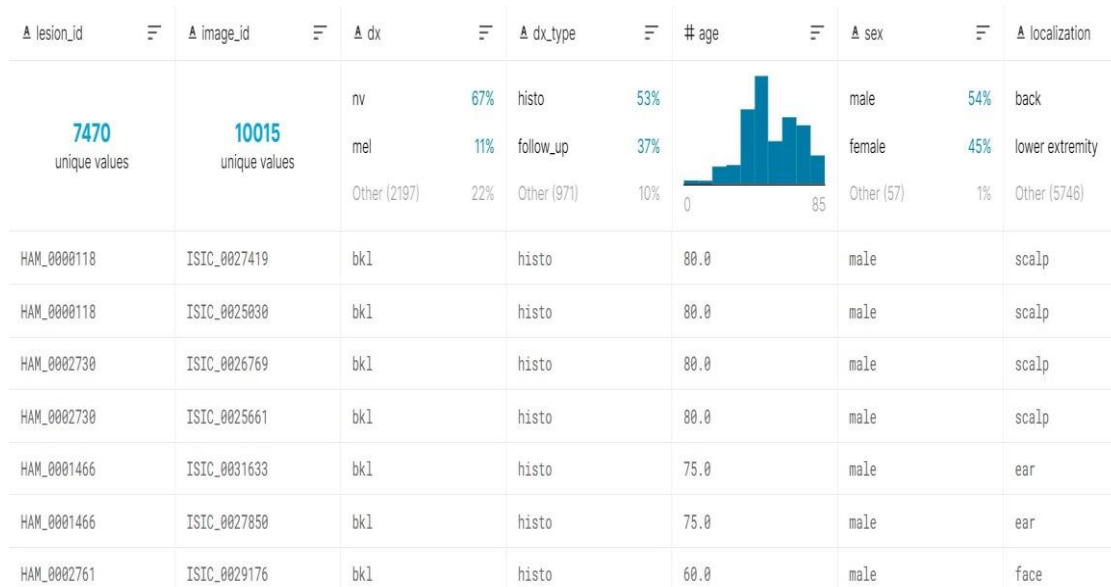 lesion_id image_id dx dx_type # age sex localization
7470 unique values
10015 unique values
nv 67%
mel 11%
Other (2197) 22%
histo 53%
follow_up 37%
Other (971) 10%
0 85
male 54%
female 45%
Other (57) 1%
back
lower extremity
Other (5746)
HAM_0000118 ISIC_0027419 bkl histo 80.0 male scalp
HAM_0000118 ISIC_0025030 bkl histo 80.0 male scalp
HAM_0002730 ISIC_0026769 bkl histo 80.0 male scalp
HAM_0002730 ISIC_0025661 bkl histo 80.0 male scalp
HAM_0001466 ISIC_0031633 bkl histo 75.0 male ear
HAM_0001466 ISIC_0027850 bkl histo 75.0 male ear
HAM_0002761 ISIC_0029176 bkl histo 60.0 male face